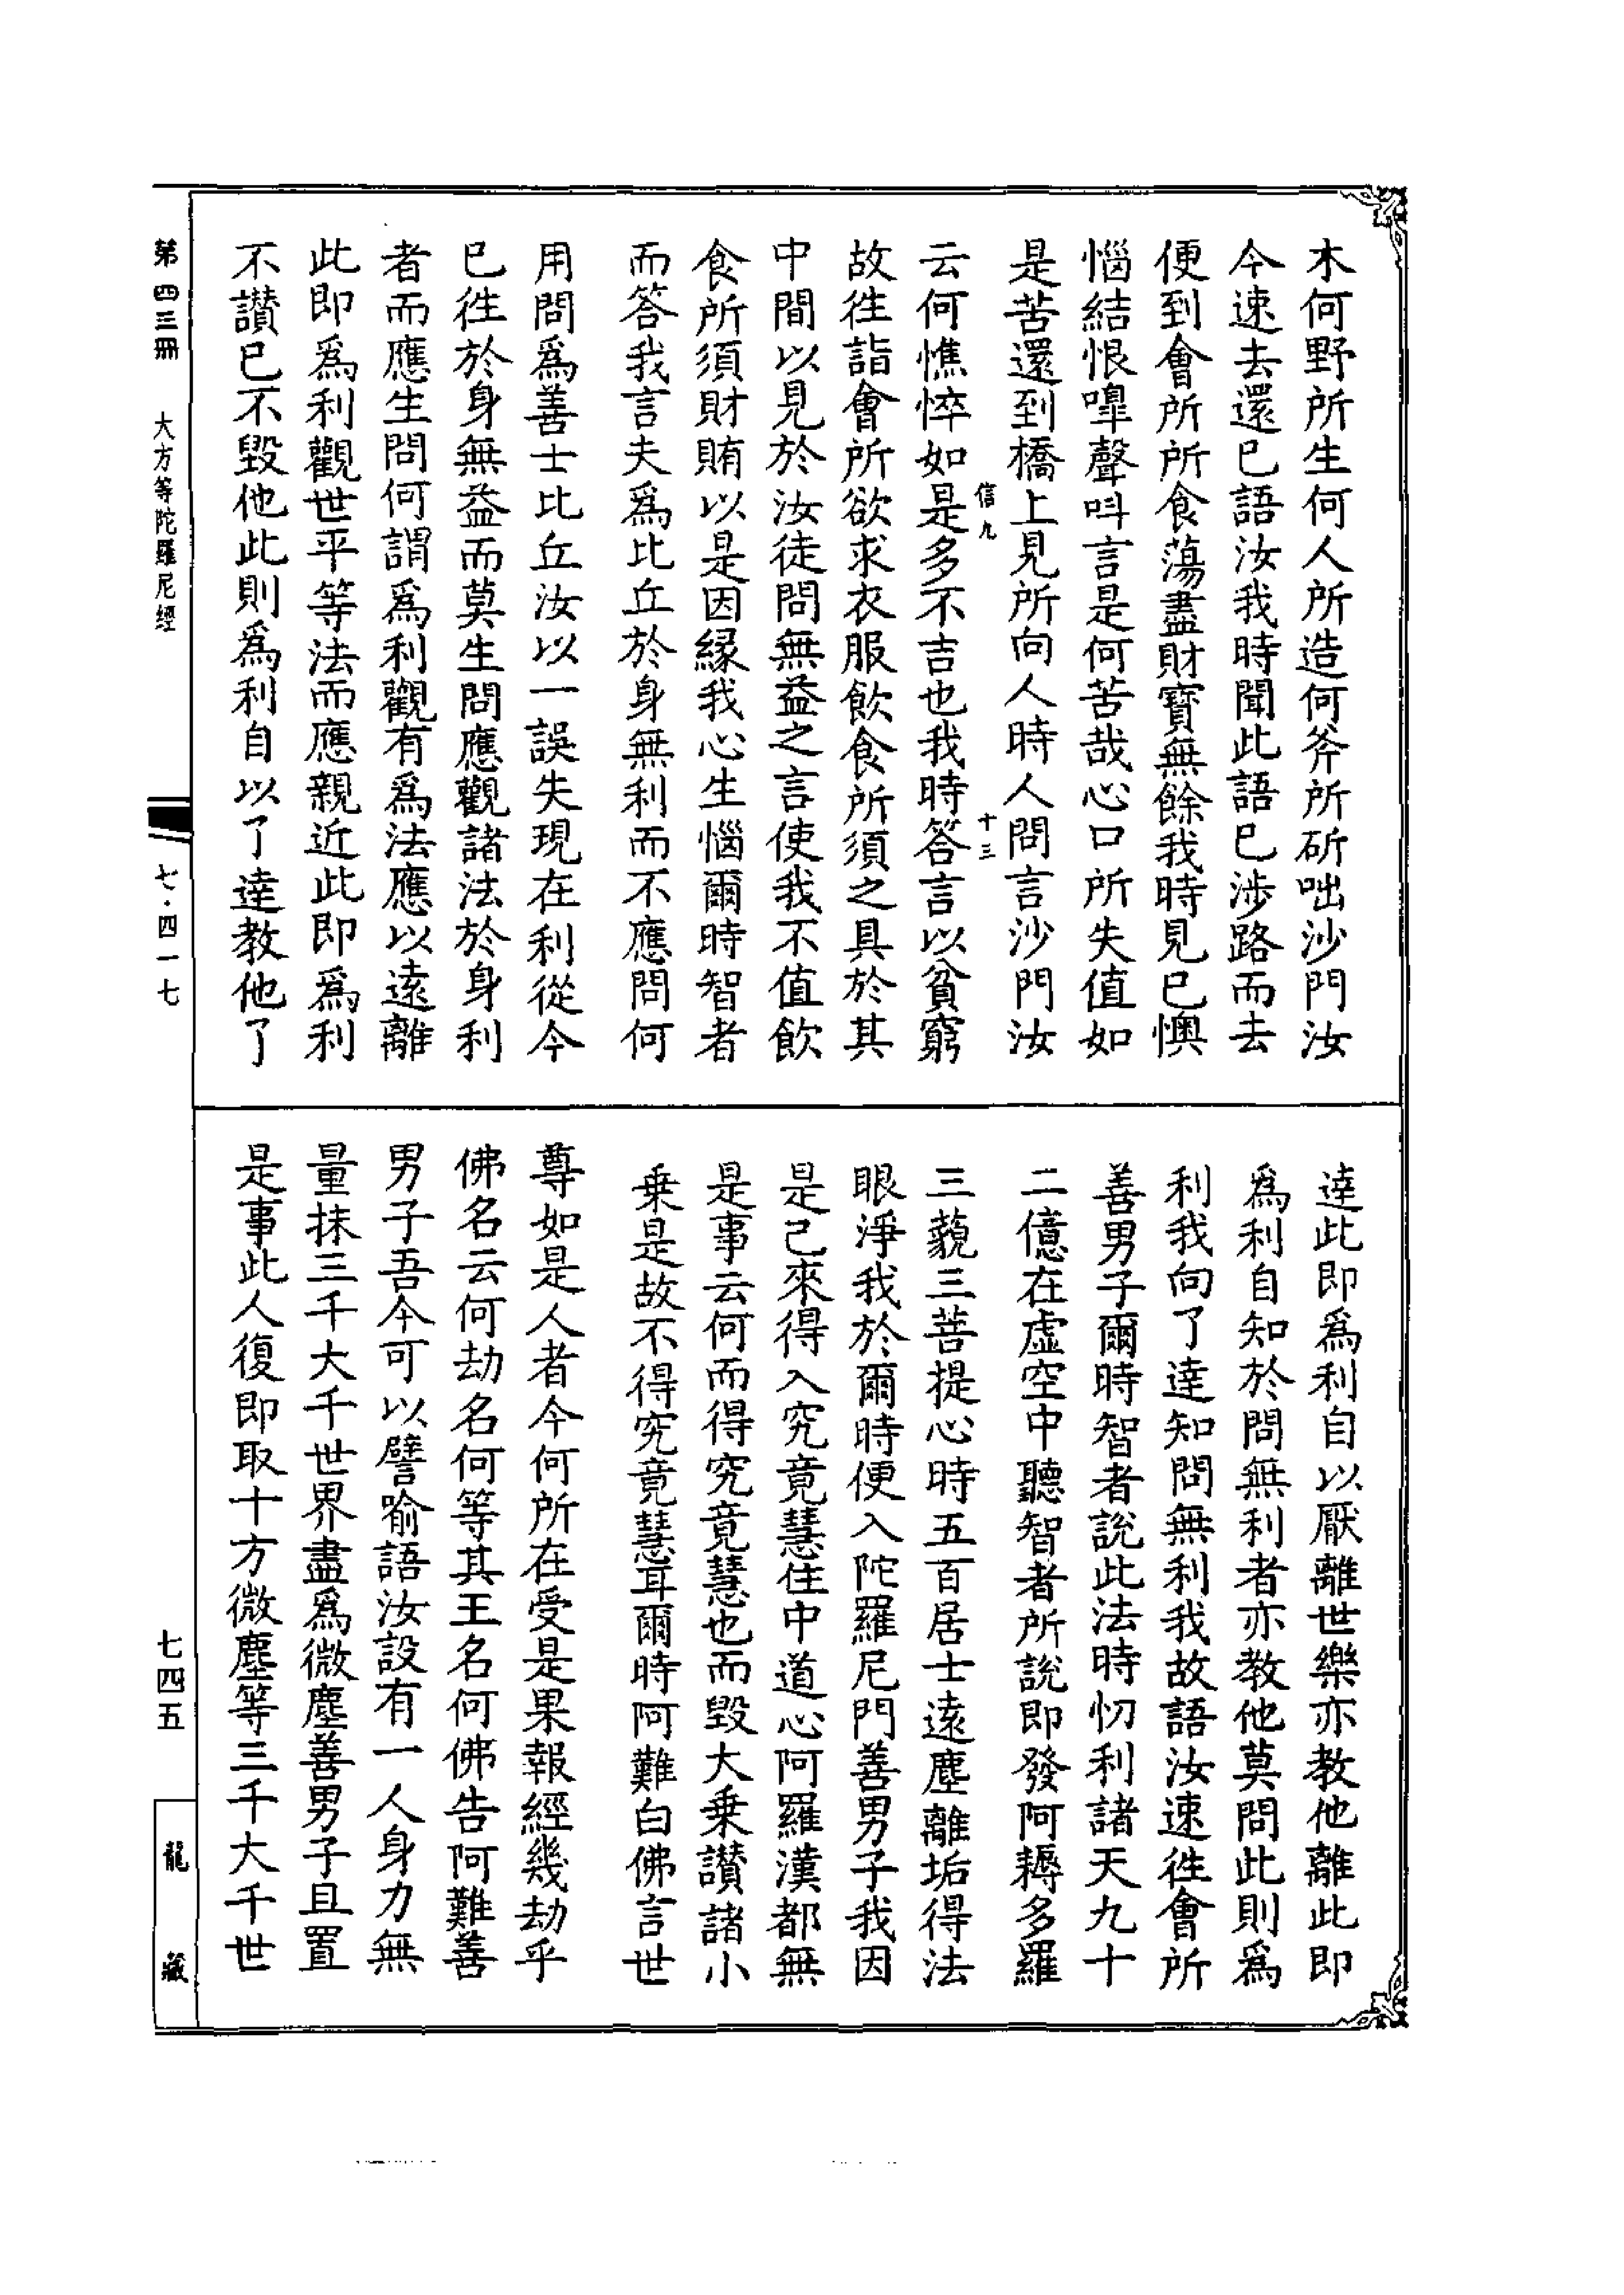 木何野所生何人所造何斧所斫咄沙門汝
今速去還已語汝我時聞此語已涉路而去
便到會所所食蕩盡財寶無餘我時見已懊
惱結恨嘷聲呌言是何苦哉心口所失值如
是苦還到橋上見所向人時人問言沙門汝
信九
十三
云何憔悴如是多不吉也我時答言以貧窮
故徃詣會所欲求衣服飲食所須之具於其
中間以見於汝徒問無益之言使我不值飲
食所須財賄以是因緣我心生惱爾時智者
而答我言夫爲比丘於身無利而不應問何
用問爲善士比丘汝以一誤失現在利從今
已徃於身無益而莫生問應觀諸法於身利
者而應生問何謂爲利觀有爲法應以遠離
此即爲利觀世平等法而應親近此即爲利
不讃已不毀他此則爲利自以了達教他了
達此即爲利自以厭離世樂亦教他離此即
爲利自知於問無利者亦教他莫問此則爲
利我向了達知問無利我故語汝速徃會所
善男子爾時智者說此法時忉利諸天九十
二億在虛空中聽智者所說即發阿耨多羅
三藐三菩提心時五百居士遠塵離垢得法
眼淨我於爾時便入陀羅尼門善男子我因
是己來得入究竟慧住中道心阿羅漢都無
是事云何而得究竟慧也而毀大乗讃諸小
乗是故不得究竟慧耳爾時阿難白佛言世
尊如是人者今何所在受是果報經幾劫乎
佛名云何劫名何等其王名何佛告阿難善
男子吾今可以譬喻語汝設有一人身力無
量抹三千大千世界盡爲微塵善男子且置
是事此人復即取十方微塵等三千大千世
第四三冊
大方等陀羅尼經
七·四一七
七四五
龍藏